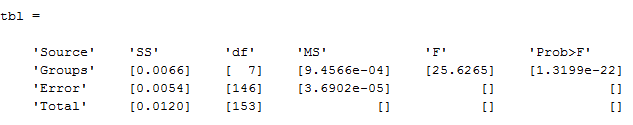 tbl =
'Source' 'SS' 'df' 'MS' 'F' 'Prob>F'
'Groups' [0.0066] [ 7] [9.4566e-04] [25.6265] [1.3199e-22]
'Error' [0.0054] [146] [3.6902e-05] [] []
'Total' [0.0120] [153] [] [] []